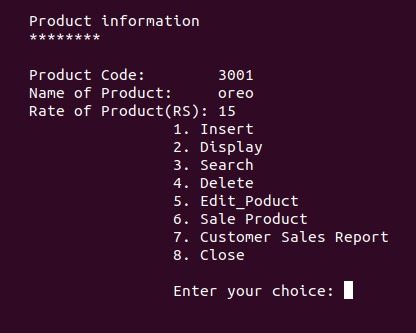 Product information
********
Product Code: 3001
Name of Product: oreo
Rate of Product(RS): 15
1. Insert
2. Display
3. Search
4. Delete
5. Edit_Poduct
6. Sale Product
7. Customer Sales Report
8. Close
Enter your choice: